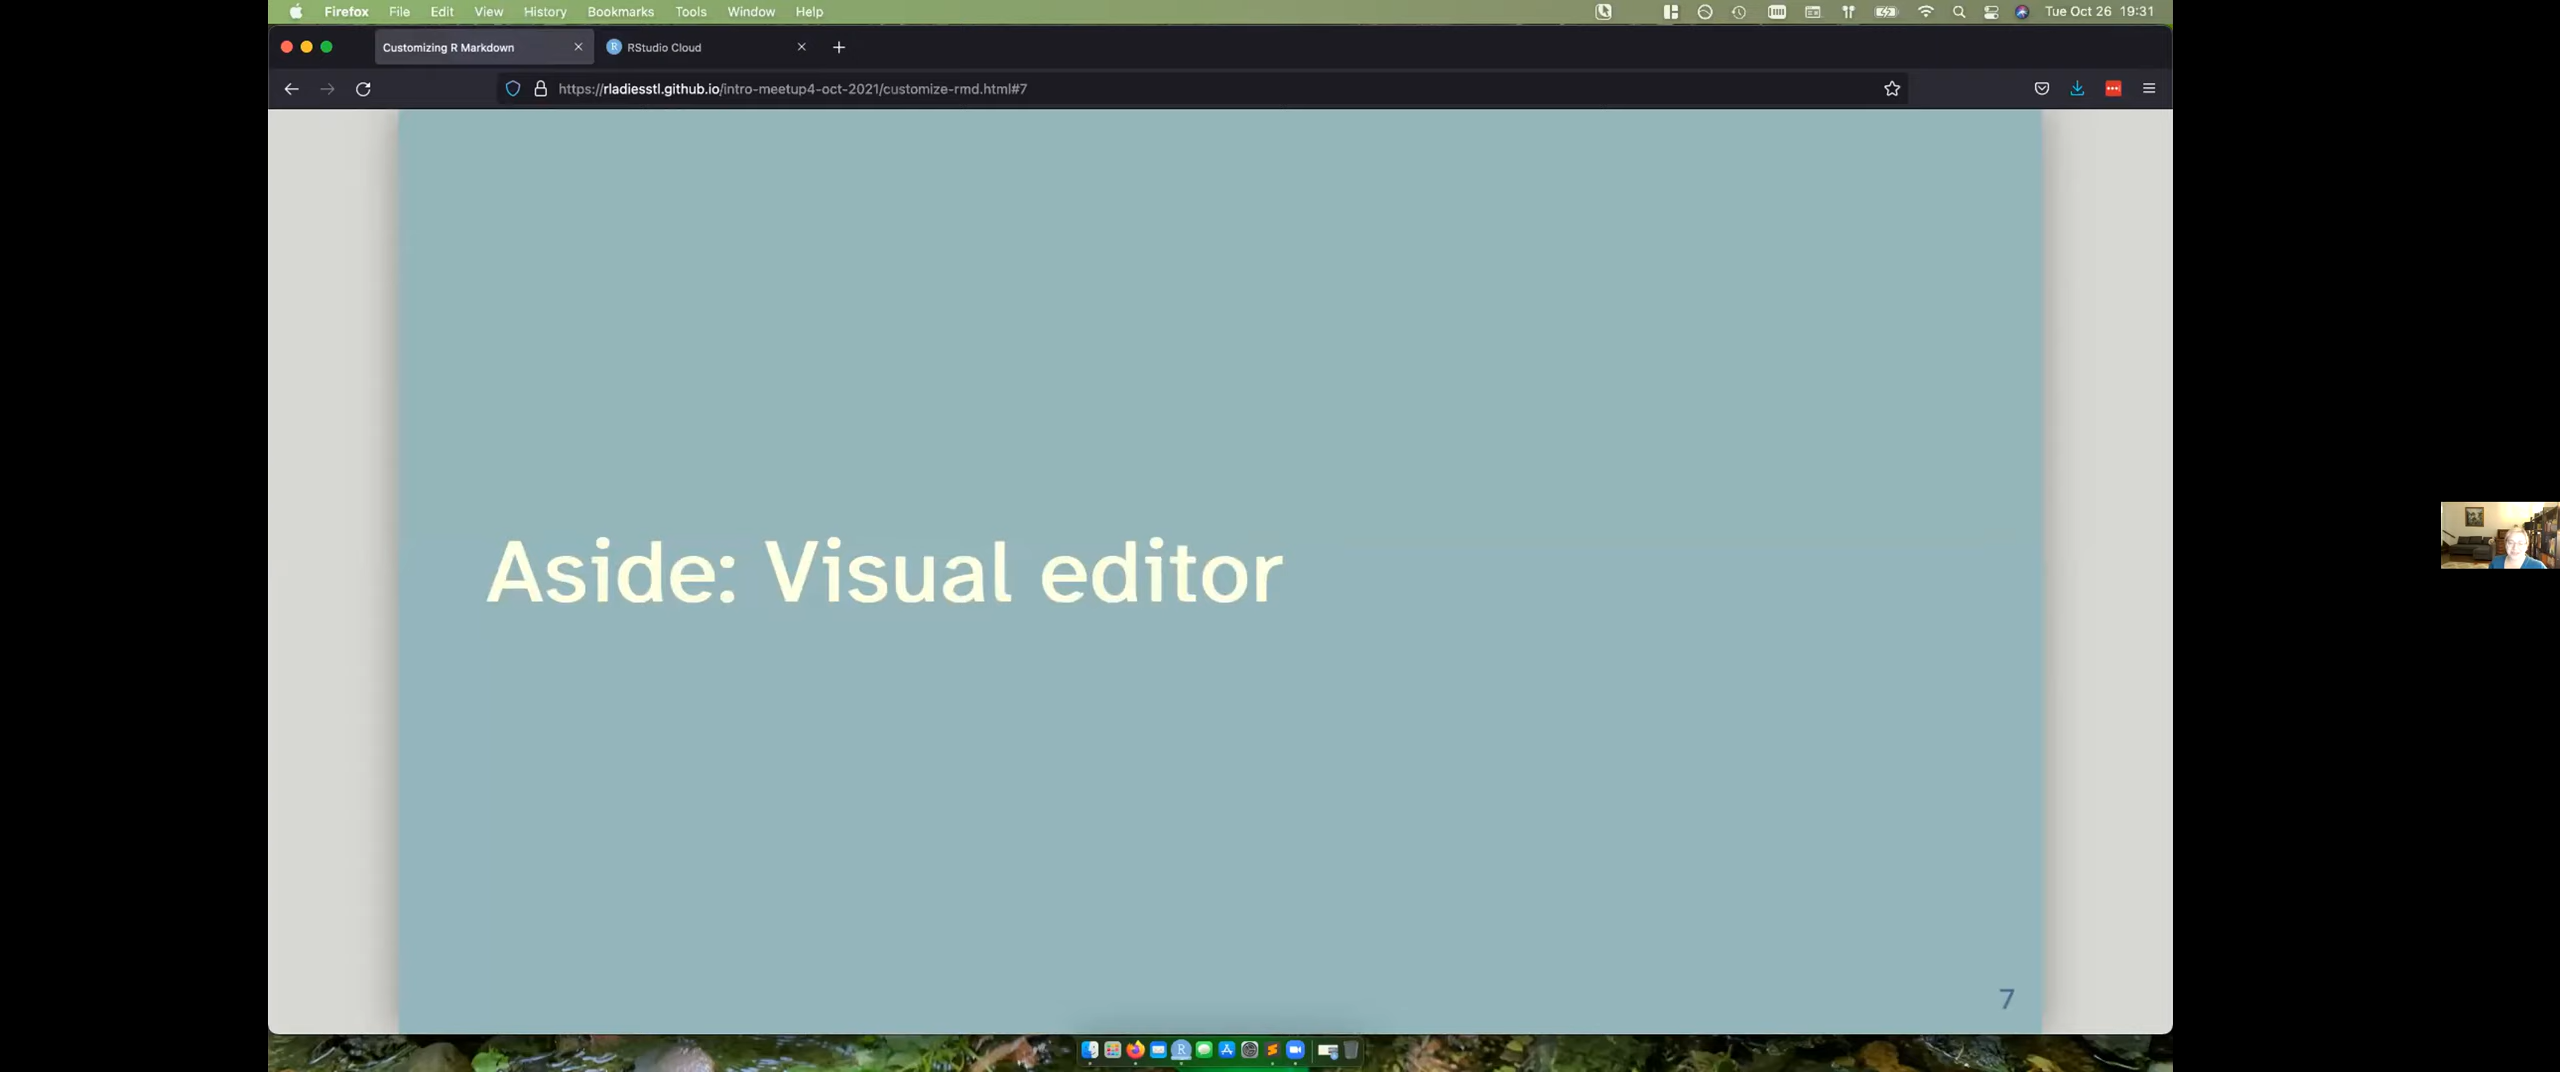 Firefox File Edit View History Bookmarks Tools Window Help Tue Oct 26 19:31
Customizing R Markdown RStudio Cloud
https://rladiesstl.github.io/intro-meetup4-oct-2021/customize-rmd.html#7
Aside: Visual editor
7